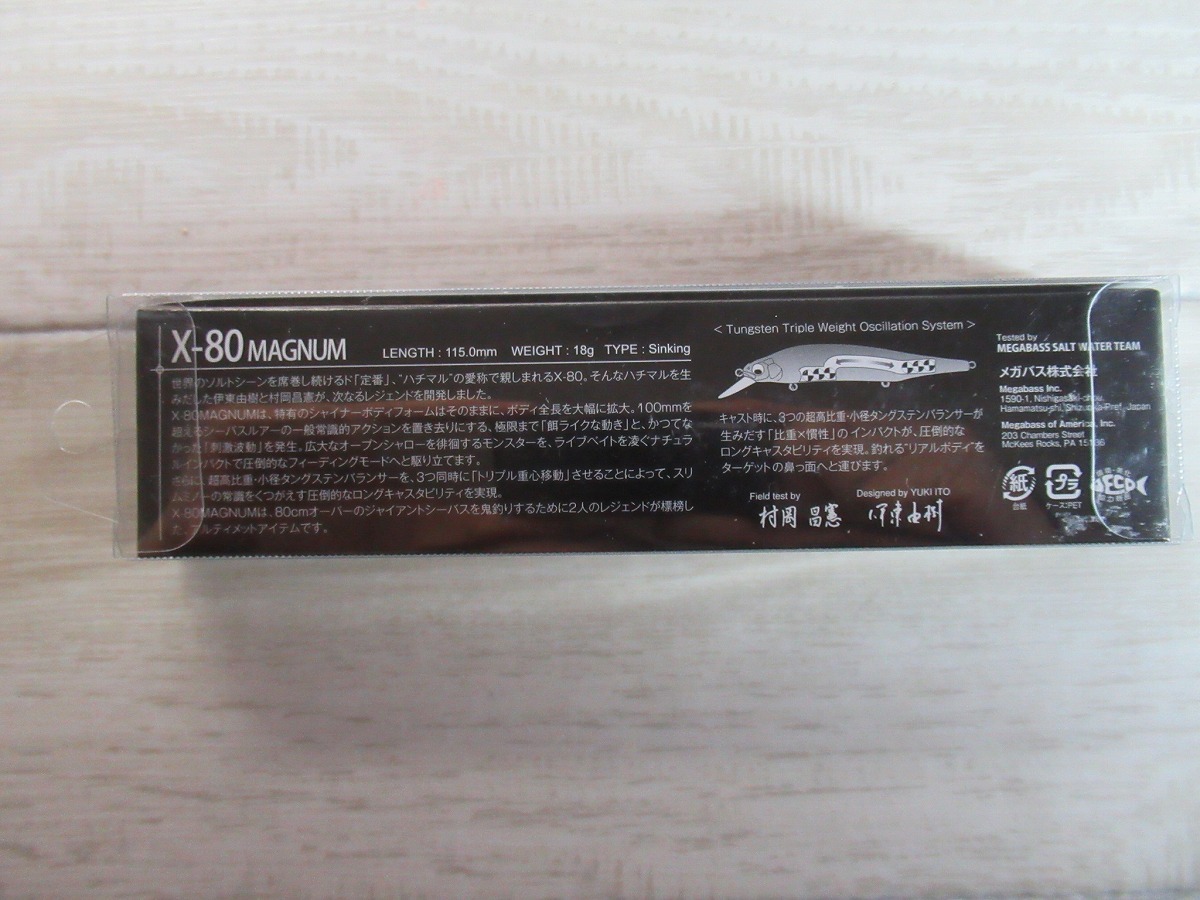 X-80 MAGNUM LENGTH : 115.0mm WEIGHT : 18g TYPE : Sinking
世界のソルトシーンを席巻し続けるド「定番」、"ハチマル"の愛称で親しまれるX-80。そんなハチマルを生
みだした伊東由樹と村岡昌憲が、次なるレジェンドを開発しました。
X-80MAGNUMは、特有のシャイナーボディフォームはそのままに、ボディ全長を大幅に拡大。100mmを
超えるシーバスルアーの一般常識的アクションを置き去りにする、極限まで「餌ライクな動き」と、かつてな
かった「刺激波動」を発生。広大なオープンシャローを徘徊するモンスターを、ライブベイトを凌ぐナチュラ
ルインパクトで圧倒的なフィーディングモードへと駆り立てます。
さらに、超高比重・小径タングステンバランサーを、3つ同時に「トリプル重心移動」させることによって、スリ
ムミノーの常識をくつがえす圧倒的なロングキャスタビリティを実現。
X-80MAGNUMは、80cmオーバーのジャイアントシーバスを鬼釣りするために2人のレジェンドが標榜し
た、アルティメットアイテムです。
< Tungsten Triple Weight Oscillation System >
キャスト時に、3つの超高比重・小径タングステンバランサーが
生みだす「比重×慣性」のインパクトが、圧倒的な
ロングキャスタビリティを実現。釣れる"リアルボディ"を
ターゲットの鼻っ面へと運びます。
Field test by Designed by YUKI ITO
村岡 昌憲 伊東由樹
Tested by
MEGABASS SALT WATER TEAM
メガバス株式会社
Megabass Inc.
1590-1, Nishigasaki-chou,
Hamamatsu-shi, Shizuoka-Pref, Japan
Megabass of America, Inc.
203 Chambers Street
McKees Rocks, PA 15136
紙 プラ
台紙 ケース:PET